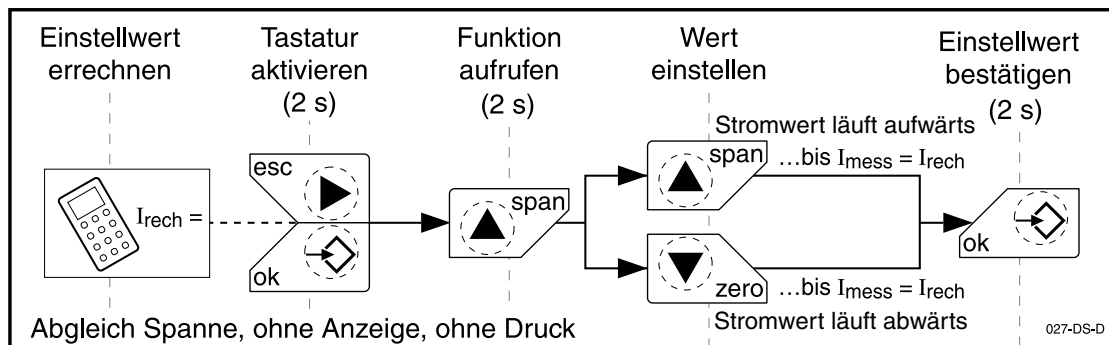 Einstellwert
errechnen
Tastatur
aktivieren
(2 s)
Funktion
aufrufen
(2 s)
Wert
einstellen
Einstellwert
bestätigen
(2 s)
Irech =
esc
ok
span
Stromwert läuft aufwärts
span
...bis Imess = Irech
zero
...bis Imess = Irech
Stromwert läuft abwärts
ok
Abgleich Spanne, ohne Anzeige, ohne Druck
027-DS-D